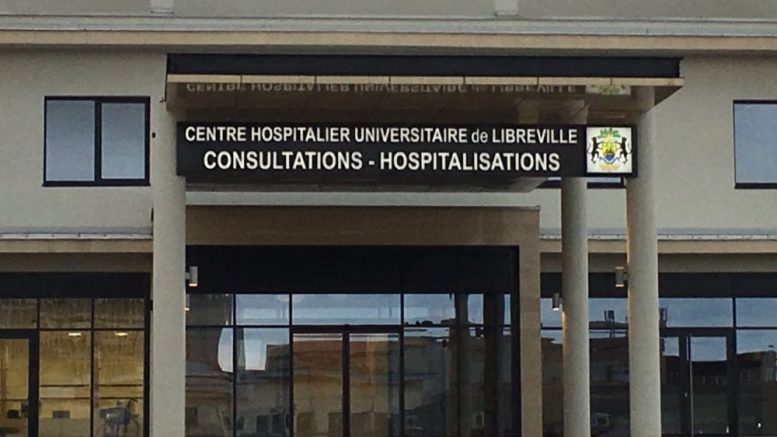 CENTRE HOSPITALIER UNIVERSITAIRE de LIBREVILLE
CONSULTATIONS - HOSPITALISATIONS